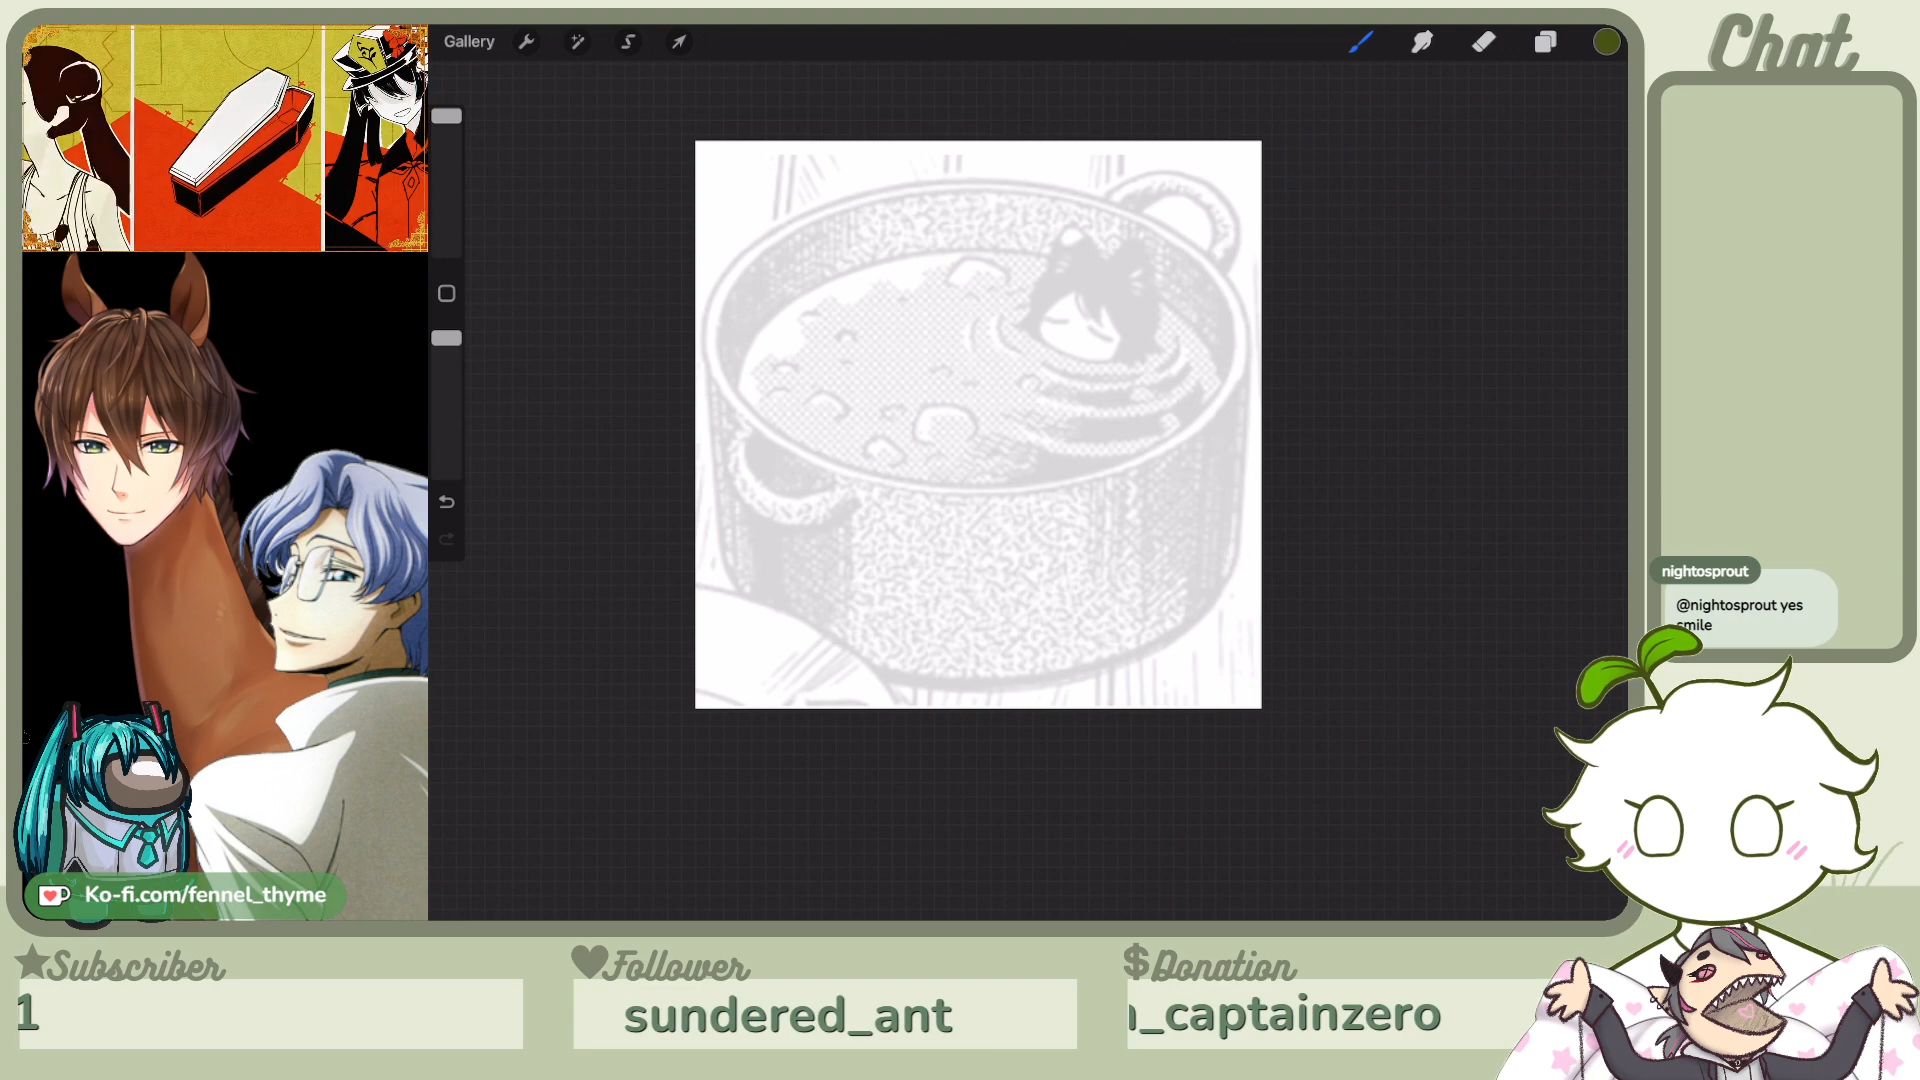 Chat
Gallery
nightosprout
@nightosprout yes
smile
Ko-fi.com/fennel_thyme
Subscriber
Follower
Donation
1
sundered_ant
_captainzero